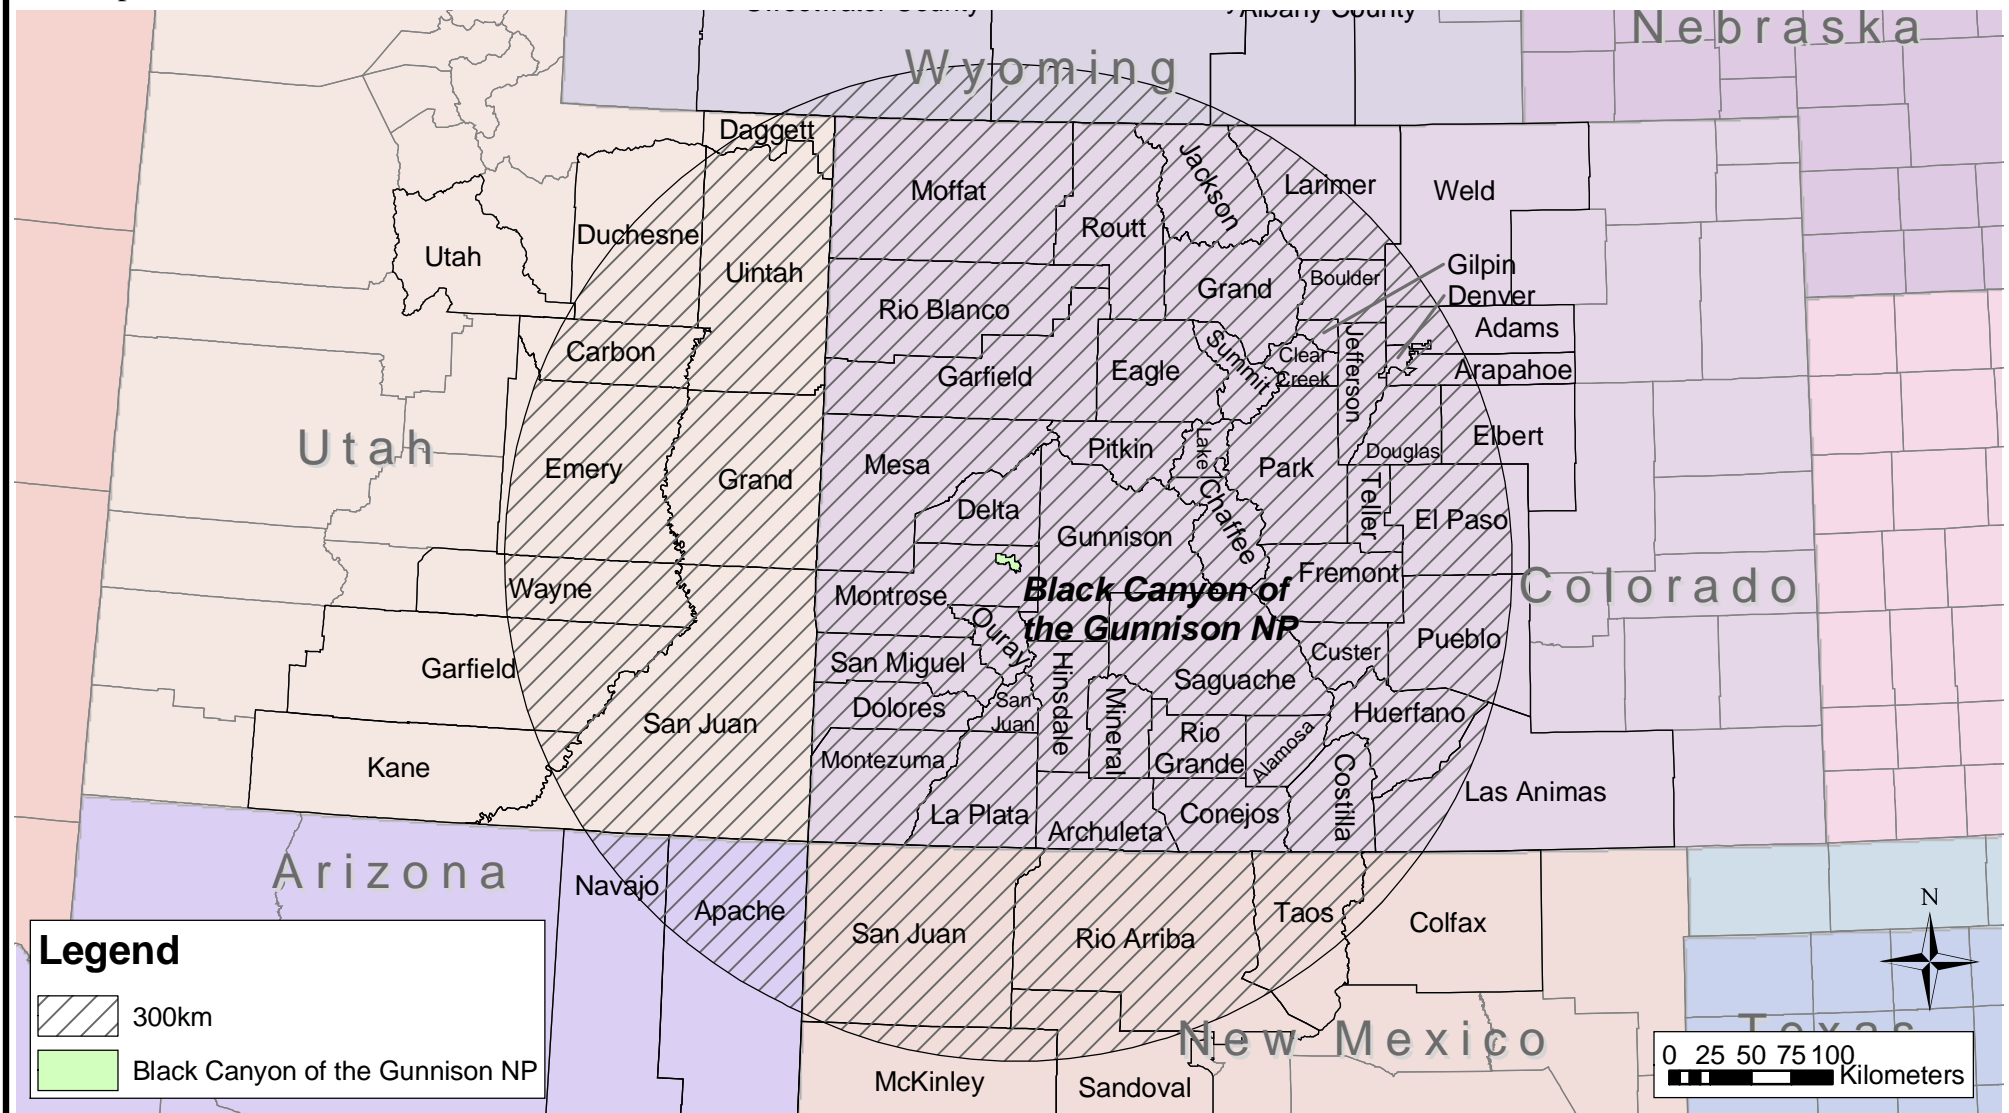 Albany County
Nebraska
Wyoming
Daggett
Moffat
Jackson
Larimer
Weld
Routt
Duchesne
Utah
Uintah
Gilpin
Boulder
Grand
Denver
Rio Blanco
Adams
Carbon
Summit
Clear
Creek
Jefferson
Arapahoe
Garfield
Eagle
Utah
Emery
Grand
Mesa
Pitkin
Lake
Park
Douglas
Elbert
Delta
Gunnison
Chaffee
Teller
El Paso
Wayne
Montrose
Black Canyon of
the Gunnison NP
Fremont
Colorado
Ouray
Pueblo
Garfield
San Miguel
Hinsdale
Custer
Saguache
San Juan
Dolores
San
Juan
Mineral
Rio
Grande
Alamosa
Huerfano
Kane
Montezuma
Costilla
Las Animas
La Plata
Archuleta
Conejos
Arizona
Navajo
Apache
San Juan
Rio Arriba
Taos
Colfax
N
Legend
300km
Black Canyon of the Gunnison NP
New Mexico
Texas
McKinley
Sandoval
0 25 50 75 100
Kilometers